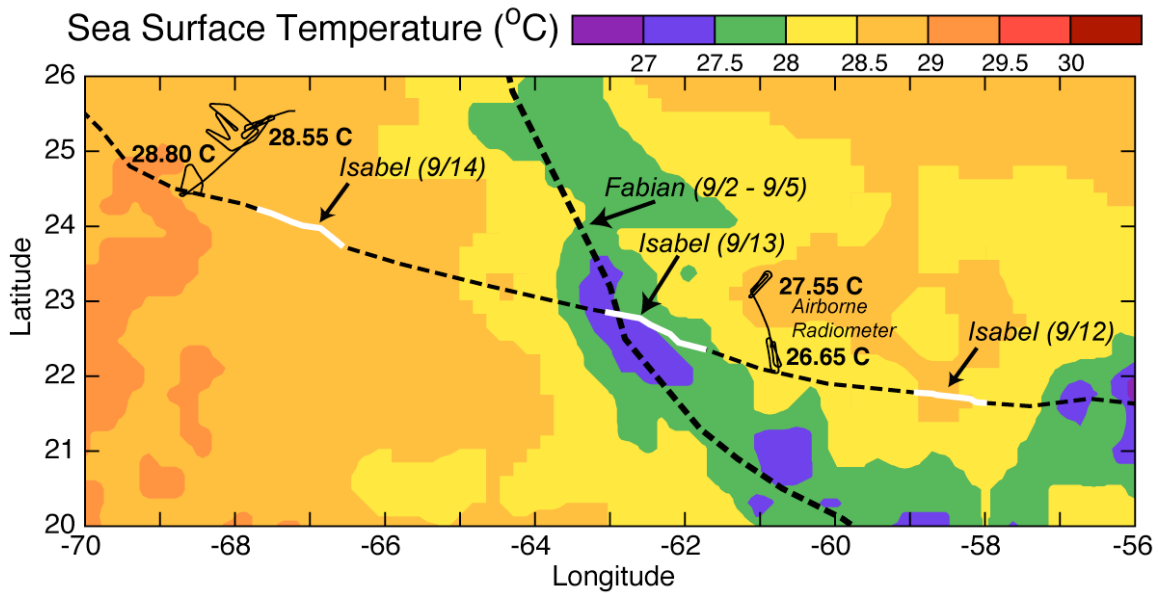 Sea Surface Temperature (°C)
27 27.5 28 28.5 29 29.5 30
26
25
24
23
22
21
20
Latitude
28.55 C
28.80 C
Isabel (9/14)
Fabian (9/2 - 9/5)
Isabel (9/13)
27.55 C
Airborne
Radiometer
26.65 C
Isabel (9/12)
-70 -68 -66 -64 -62 -60 -58 -56
Longitude